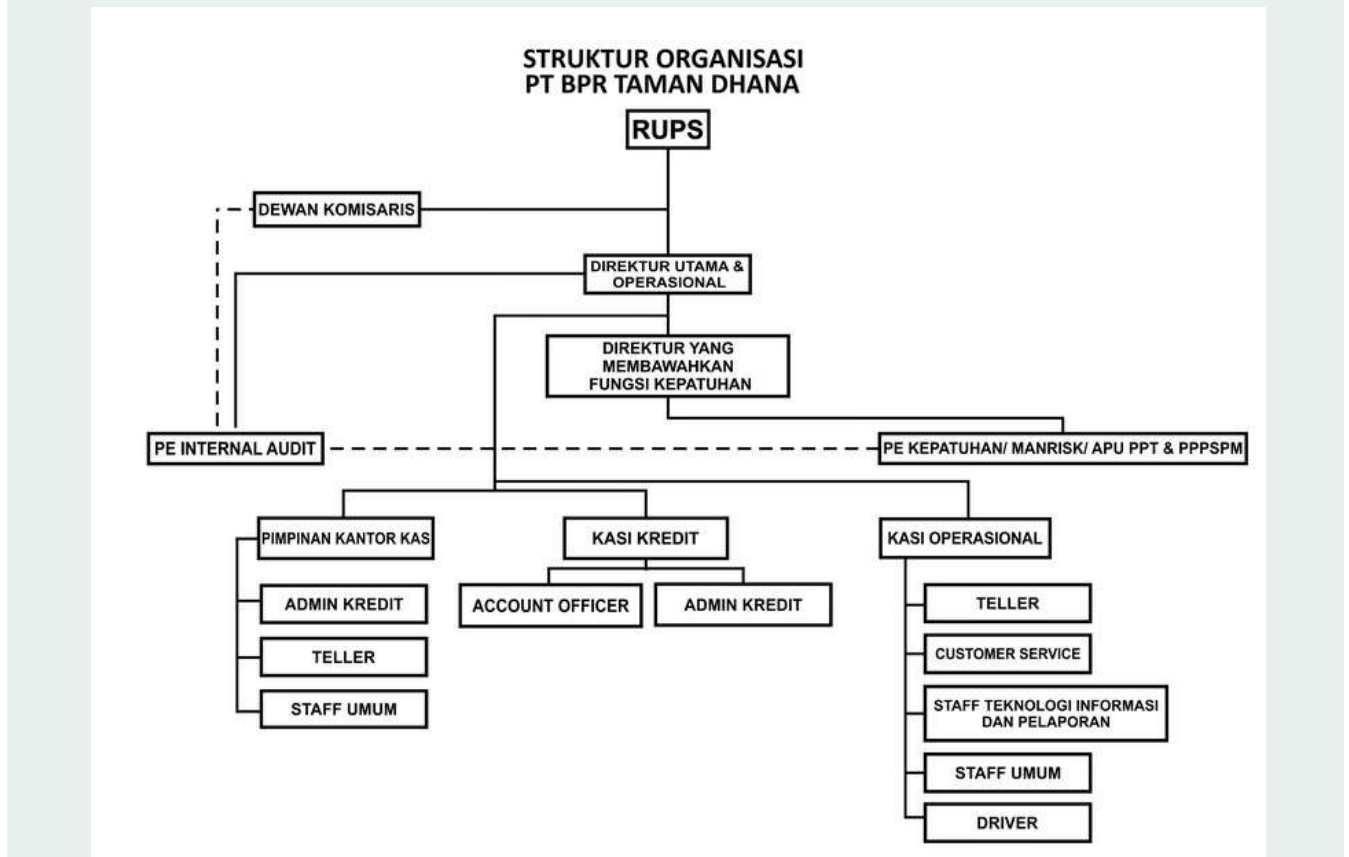 STRUKTUR ORGANISASI
PT BPR TAMAN DHANA
RUPS
DEWAN KOMISARIS
DIREKTUR UTAMA &
OPERASIONAL
DIREKTUR YANG
MEMBAWAHKAN
FUNGSI KEPATUHAN
PE INTERNAL AUDIT
PE KEPATUHAN/ MANRISK/ APU PPT & PPPSPM
PIMPINAN KANTOR KAS
KASI KREDIT
KASI OPERASIONAL
ADMIN KREDIT
TELLER
STAFF UMUM
ACCOUNT OFFICER
ADMIN KREDIT
TELLER
CUSTOMER SERVICE
STAFF TEKNOLOGI INFORMASI
DAN PELAPORAN
STAFF UMUM
DRIVER